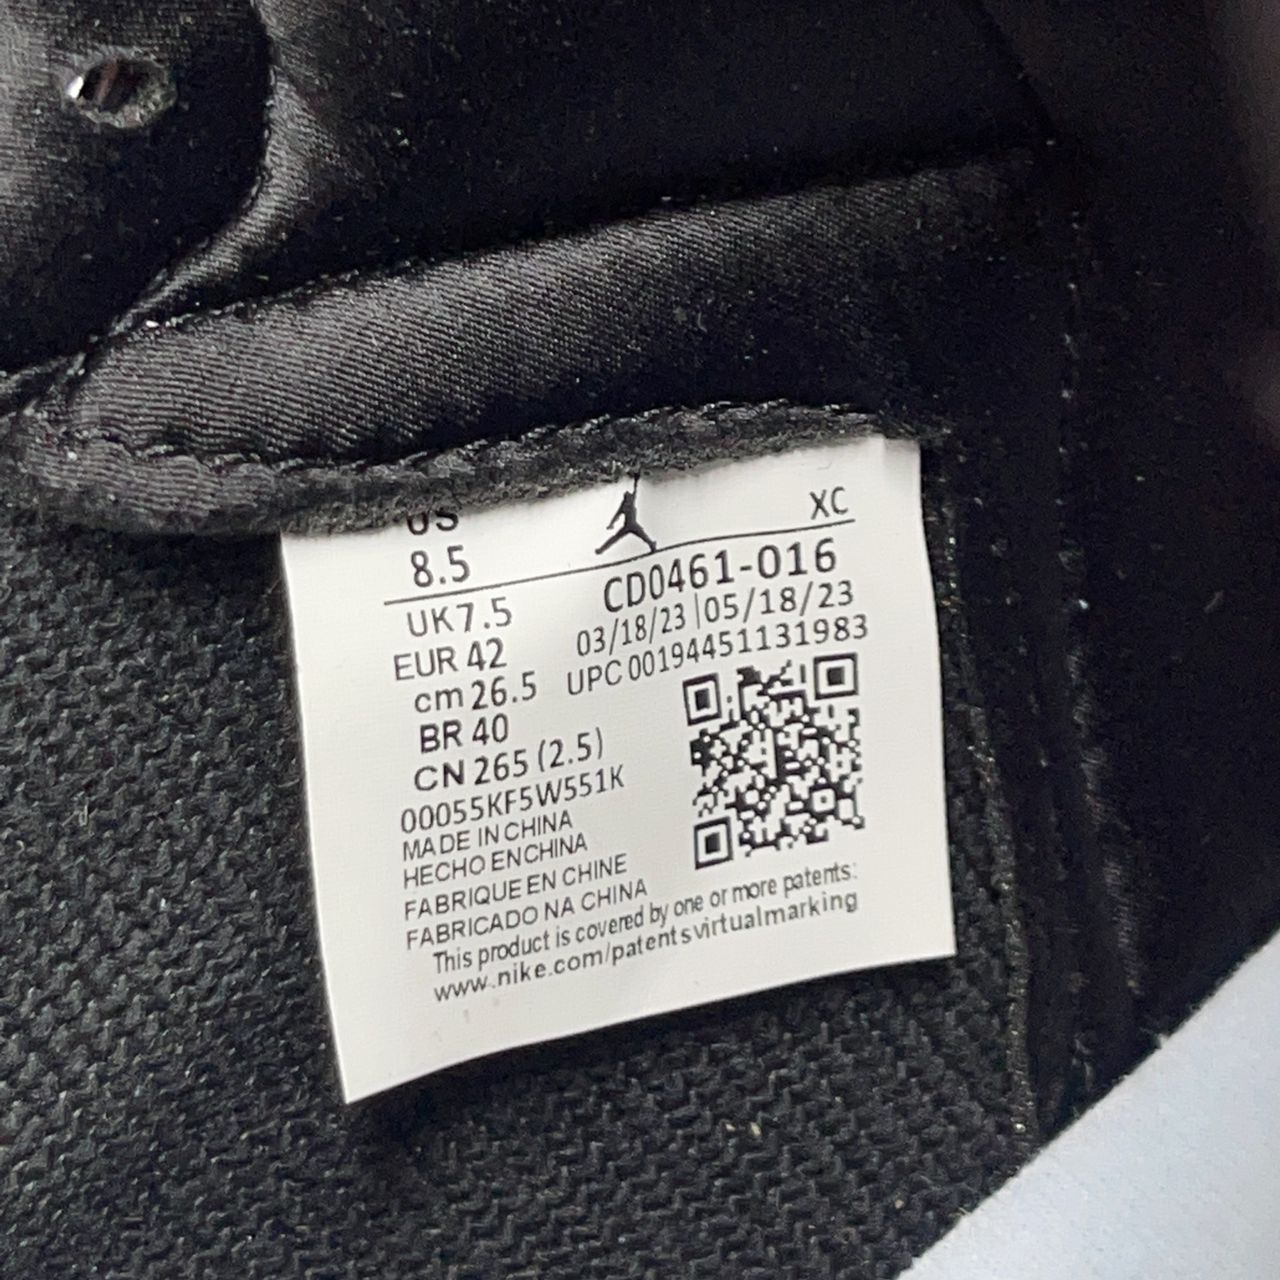 US
8.5
XC
CD0461-016
UK7.5
03/18/23|05/18/23
EUR 42
UPC 00194451131983
cm 26.5
BR 40
CN 265 (2.5)
00055KF5W551K
MADE IN CHINA
HECHO EN CHINA
FABRIQUE EN CHINE
FABRICADO NA CHINA
This product is covered by one or more patents:
www.nike.com/patentsvirtualmarking